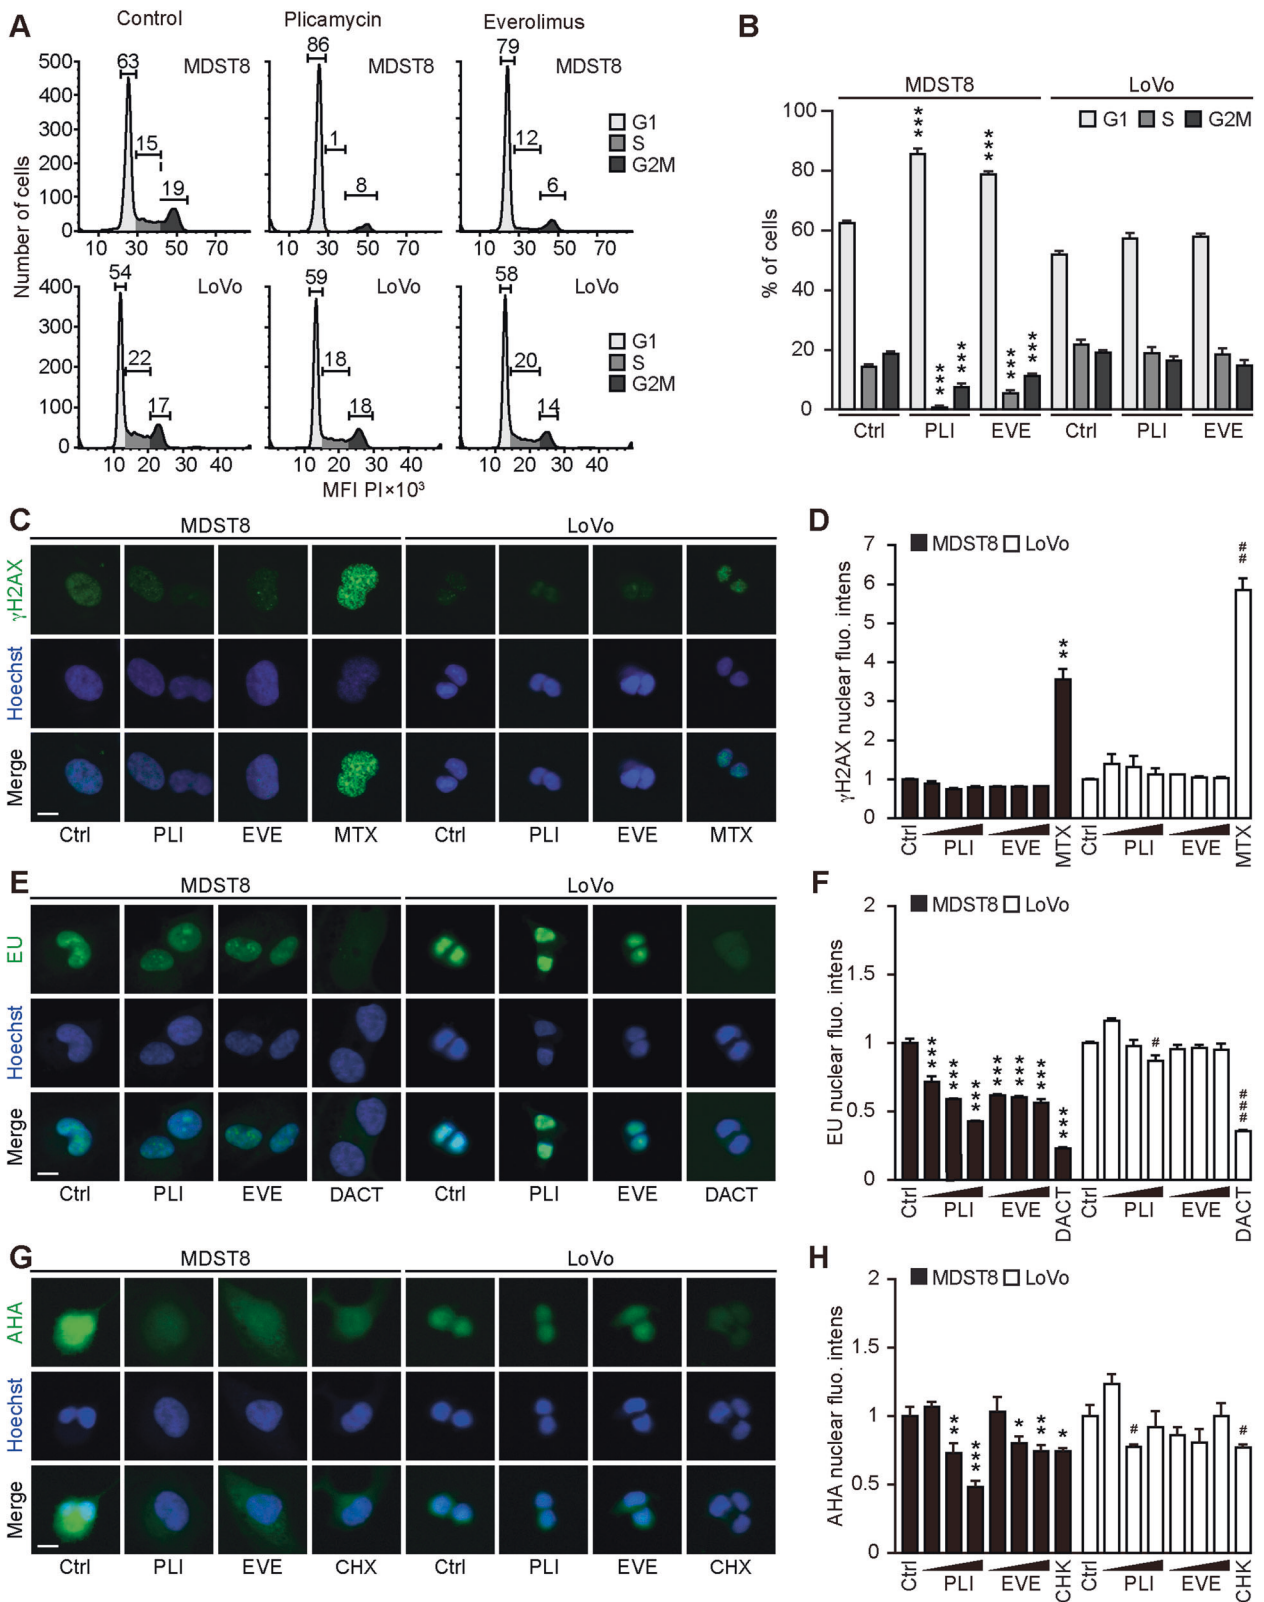 A
Control
Plicamycin
Everolimus
63
86
79
MDST8
MDST8
MDST8
500
400
300
200
100
0
15
19
1
8
12
6
G1
S
G2M
10 30 50 70
10 30 50 70
10 30 50 70
Number of cells
54
59
58
LoVo
LoVo
LoVo
400
300
200
100
0
22
17
18
18
20
14
G1
S
G2M
10 20 30 40
10 20 30 40
10 20 30 40
MFI PI×10³
B
MDST8
LoVo
G1 S G2M
% of cells
100
80
60
40
20
0
***
***
***
***
***
***
Ctrl PLI EVE Ctrl PLI EVE
C
MDST8
LoVo
γH2AX
Hoechst
Merge
Ctrl PLI EVE MTX Ctrl PLI EVE MTX
D
MDST8 LoVo
γH2AX nuclear fluo. intens
7
6
5
4
3
2
1
0
**
##
Ctrl PLI EVE MTX Ctrl PLI EVE MTX
E
MDST8
LoVo
EU
Hoechst
Merge
Ctrl PLI EVE DACT Ctrl PLI EVE DACT
F
MDST8 LoVo
EU nuclear fluo. intens
2
1.5
1
0.5
0
*** *** *** *** *** *** *** # ###
Ctrl PLI EVE DACT Ctrl PLI EVE DACT
G
MDST8
LoVo
AHA
Hoechst
Merge
Ctrl PLI EVE CHX Ctrl PLI EVE CHX
H
MDST8 LoVo
AHA nuclear fluo. intens
2
1.5
1
0.5
0
** *** * ** * # #
Ctrl PLI EVE CHK Ctrl PLI EVE CHK